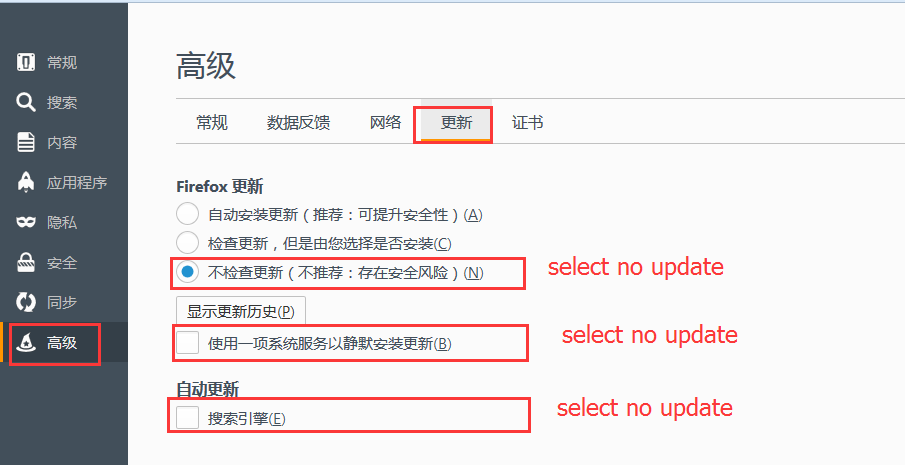 常规
搜索
内容
应用程序
隐私
安全
同步
高级
高级
常规 数据反馈 网络 更新 证书
Firefox 更新
自动安装更新（推荐：可提升安全性）(A)
检查更新，但是由您选择是否安装(C)
不检查更新（不推荐：存在安全风险）(N) select no update
显示更新历史(P)
使用一项系统服务以静默安装更新(B) select no update
自动更新
搜索引擎(E) select no update